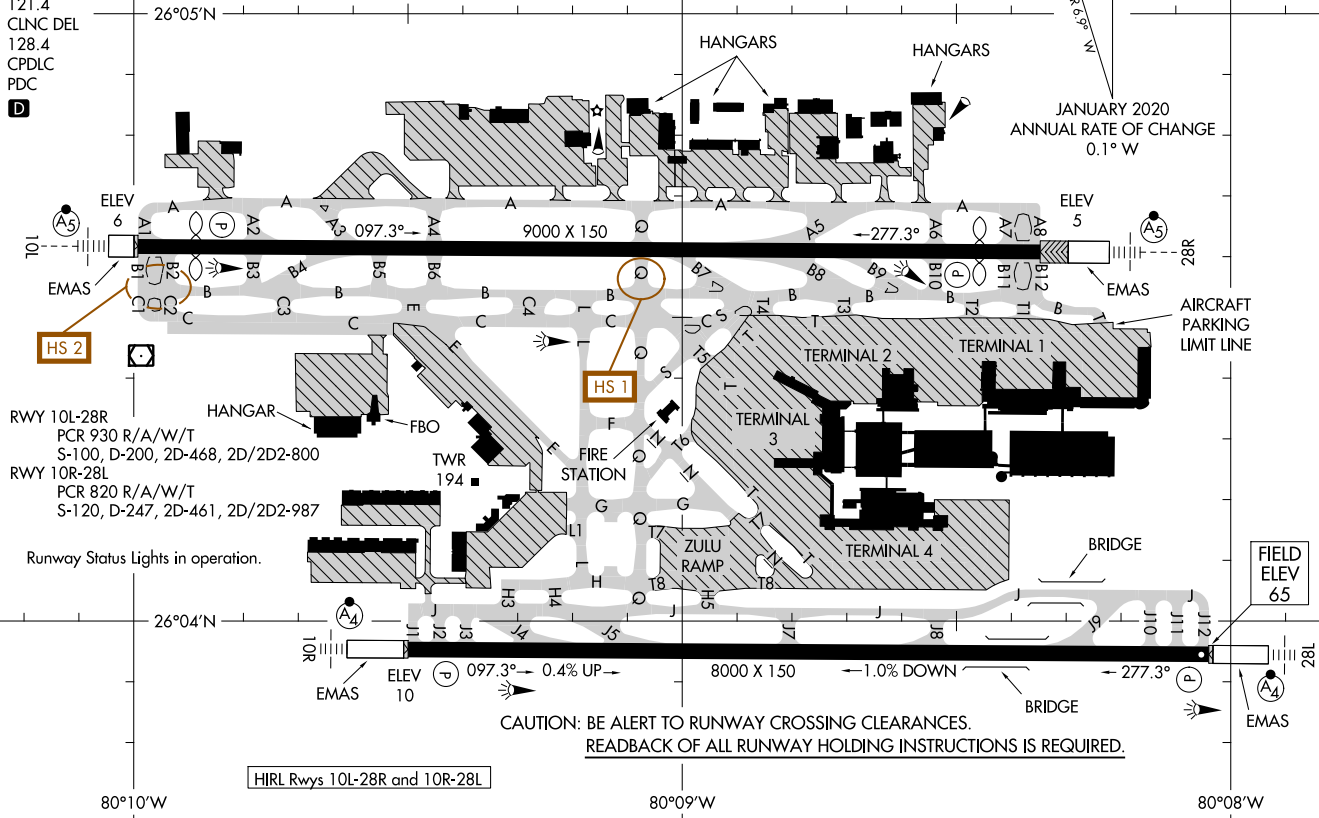 121.4
CLNC DEL
128.4
CPDLC
PDC
D
26°05'N
R 6.9° W
JANUARY 2020
ANNUAL RATE OF CHANGE
0.1° W
HANGARS
HANGARS
ELEV
6
A5
P
A
A
A
A
A
ELEV
5
A5
A1
A2
A3
A4
Q
A5
A6
A7
A8
10L
097.3°
9000 X 150
277.3°
28R
EMAS
B1
B2
B3
B4
B5
B6
Q
B7
B8
B9
B10
P
B11
B12
EMAS
C1
C2
B
C3
B
E
B
C4
L
B
T4
T3
B
T2
T1
B
T
C
C
C
C
C
S
T
T
AIRCRAFT
PARKING
LIMIT LINE
HS 2
HS 1
E
L
Q
T5
S
T
TERMINAL 2
TERMINAL 1
RWY 10L-28R
PCR 930 R/A/W/T
S-100, D-200, 2D-468, 2D/2D2-800
RWY 10R-28L
PCR 820 R/A/W/T
S-120, D-247, 2D-461, 2D/2D2-987
HANGAR
FBO
TWR
194
E
F
FIRE
STATION
N
T6
Q
N
TERMINAL
3
Runway Status Lights in operation.
L1
G
G
Q
T
T
ZULU
RAMP
N
T
TERMINAL 4
BRIDGE
FIELD
ELEV
65
L
H
T8
T8
H3
H4
Q
J
H5
J
J
J
26°04'N
A4
J1
J2
J3
J4
J5
J7
J8
J9
J10
J11
J12
10R
28L
EMAS
ELEV
10
P
097.3°
0.4% UP
8000 X 150
1.0% DOWN
277.3°
P
A4
EMAS
BRIDGE
CAUTION: BE ALERT TO RUNWAY CROSSING CLEARANCES.
READBACK OF ALL RUNWAY HOLDING INSTRUCTIONS IS REQUIRED.
HIRL Rwys 10L-28R and 10R-28L
80°10'W
80°09'W
80°08'W